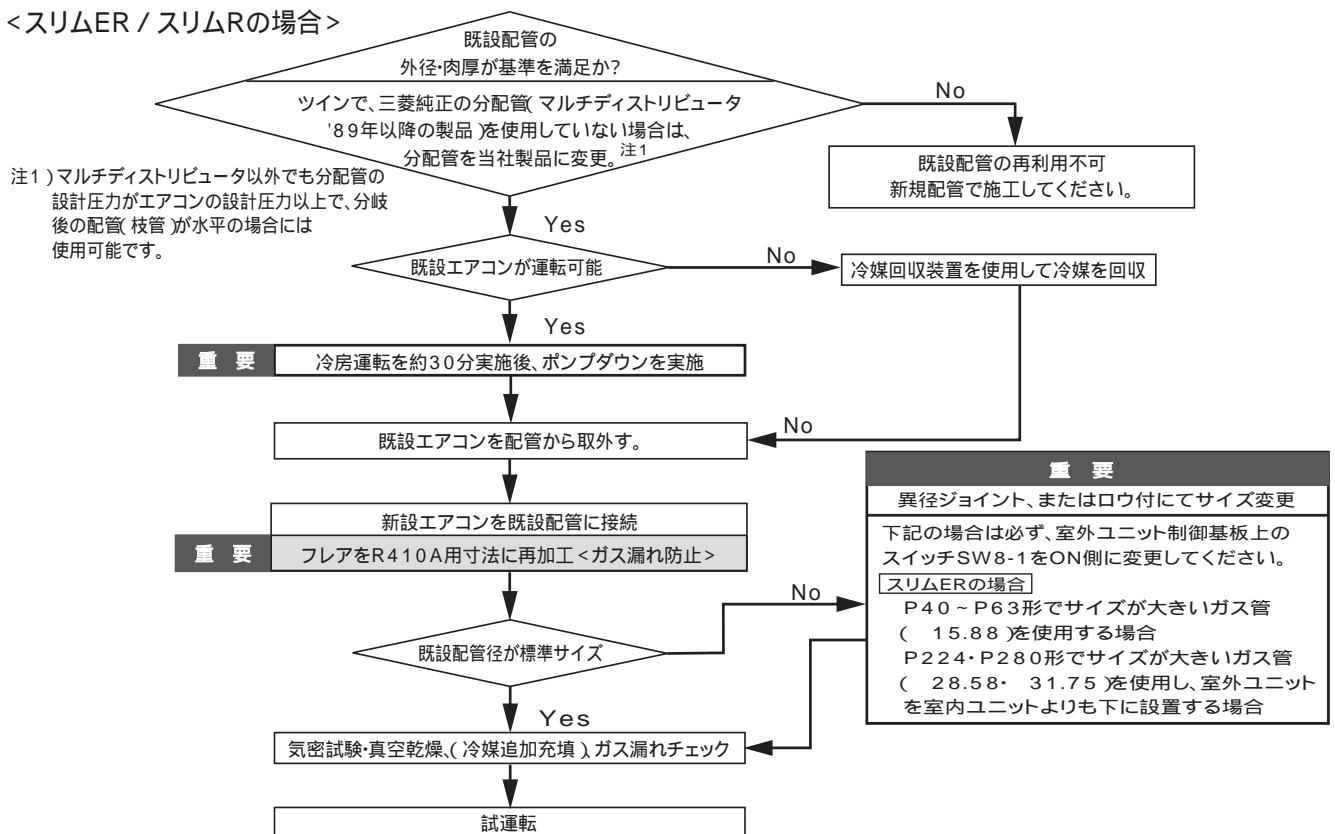 <スリムER / スリムRの場合>
既設配管の
外径・肉厚が基準を満足か?
ツインで、三菱純正の分配管(マルチディストリビュータ
'89年以降の製品)を使用していない場合は、
分配管を当社製品に変更。注1
No
既設配管の再利用不可
新規配管で施工してください。
注1)マルチディストリビュータ以外でも分配管の
設計圧力がエアコンの設計圧力以上で、分岐
後の配管(枝管)が水平の場合には
使用可能です。
Yes
既設エアコンが運転可能
No
冷媒回収装置を使用して冷媒を回収
Yes
重 要
冷房運転を約30分実施後、ポンプダウンを実施
No
既設エアコンを配管から取外す。
新設エアコンを既設配管に接続
重 要
フレアをR410A用寸法に再加工<ガス漏れ防止>
No
既設配管径が標準サイズ
重 要
異径ジョイント、またはロウ付にてサイズ変更
下記の場合は必ず、室外ユニット制御基板上の
スイッチSW8-1をON側に変更してください。
スリムERの場合
P40~P63形でサイズが大きいガス管
( 15.88)を使用する場合
P224・P280形でサイズが大きいガス管
( 28.58・ 31.75)を使用し、室外ユニット
を室内ユニットよりも下に設置する場合
Yes
気密試験・真空乾燥、(冷媒追加充填)、ガス漏れチェック
試運転